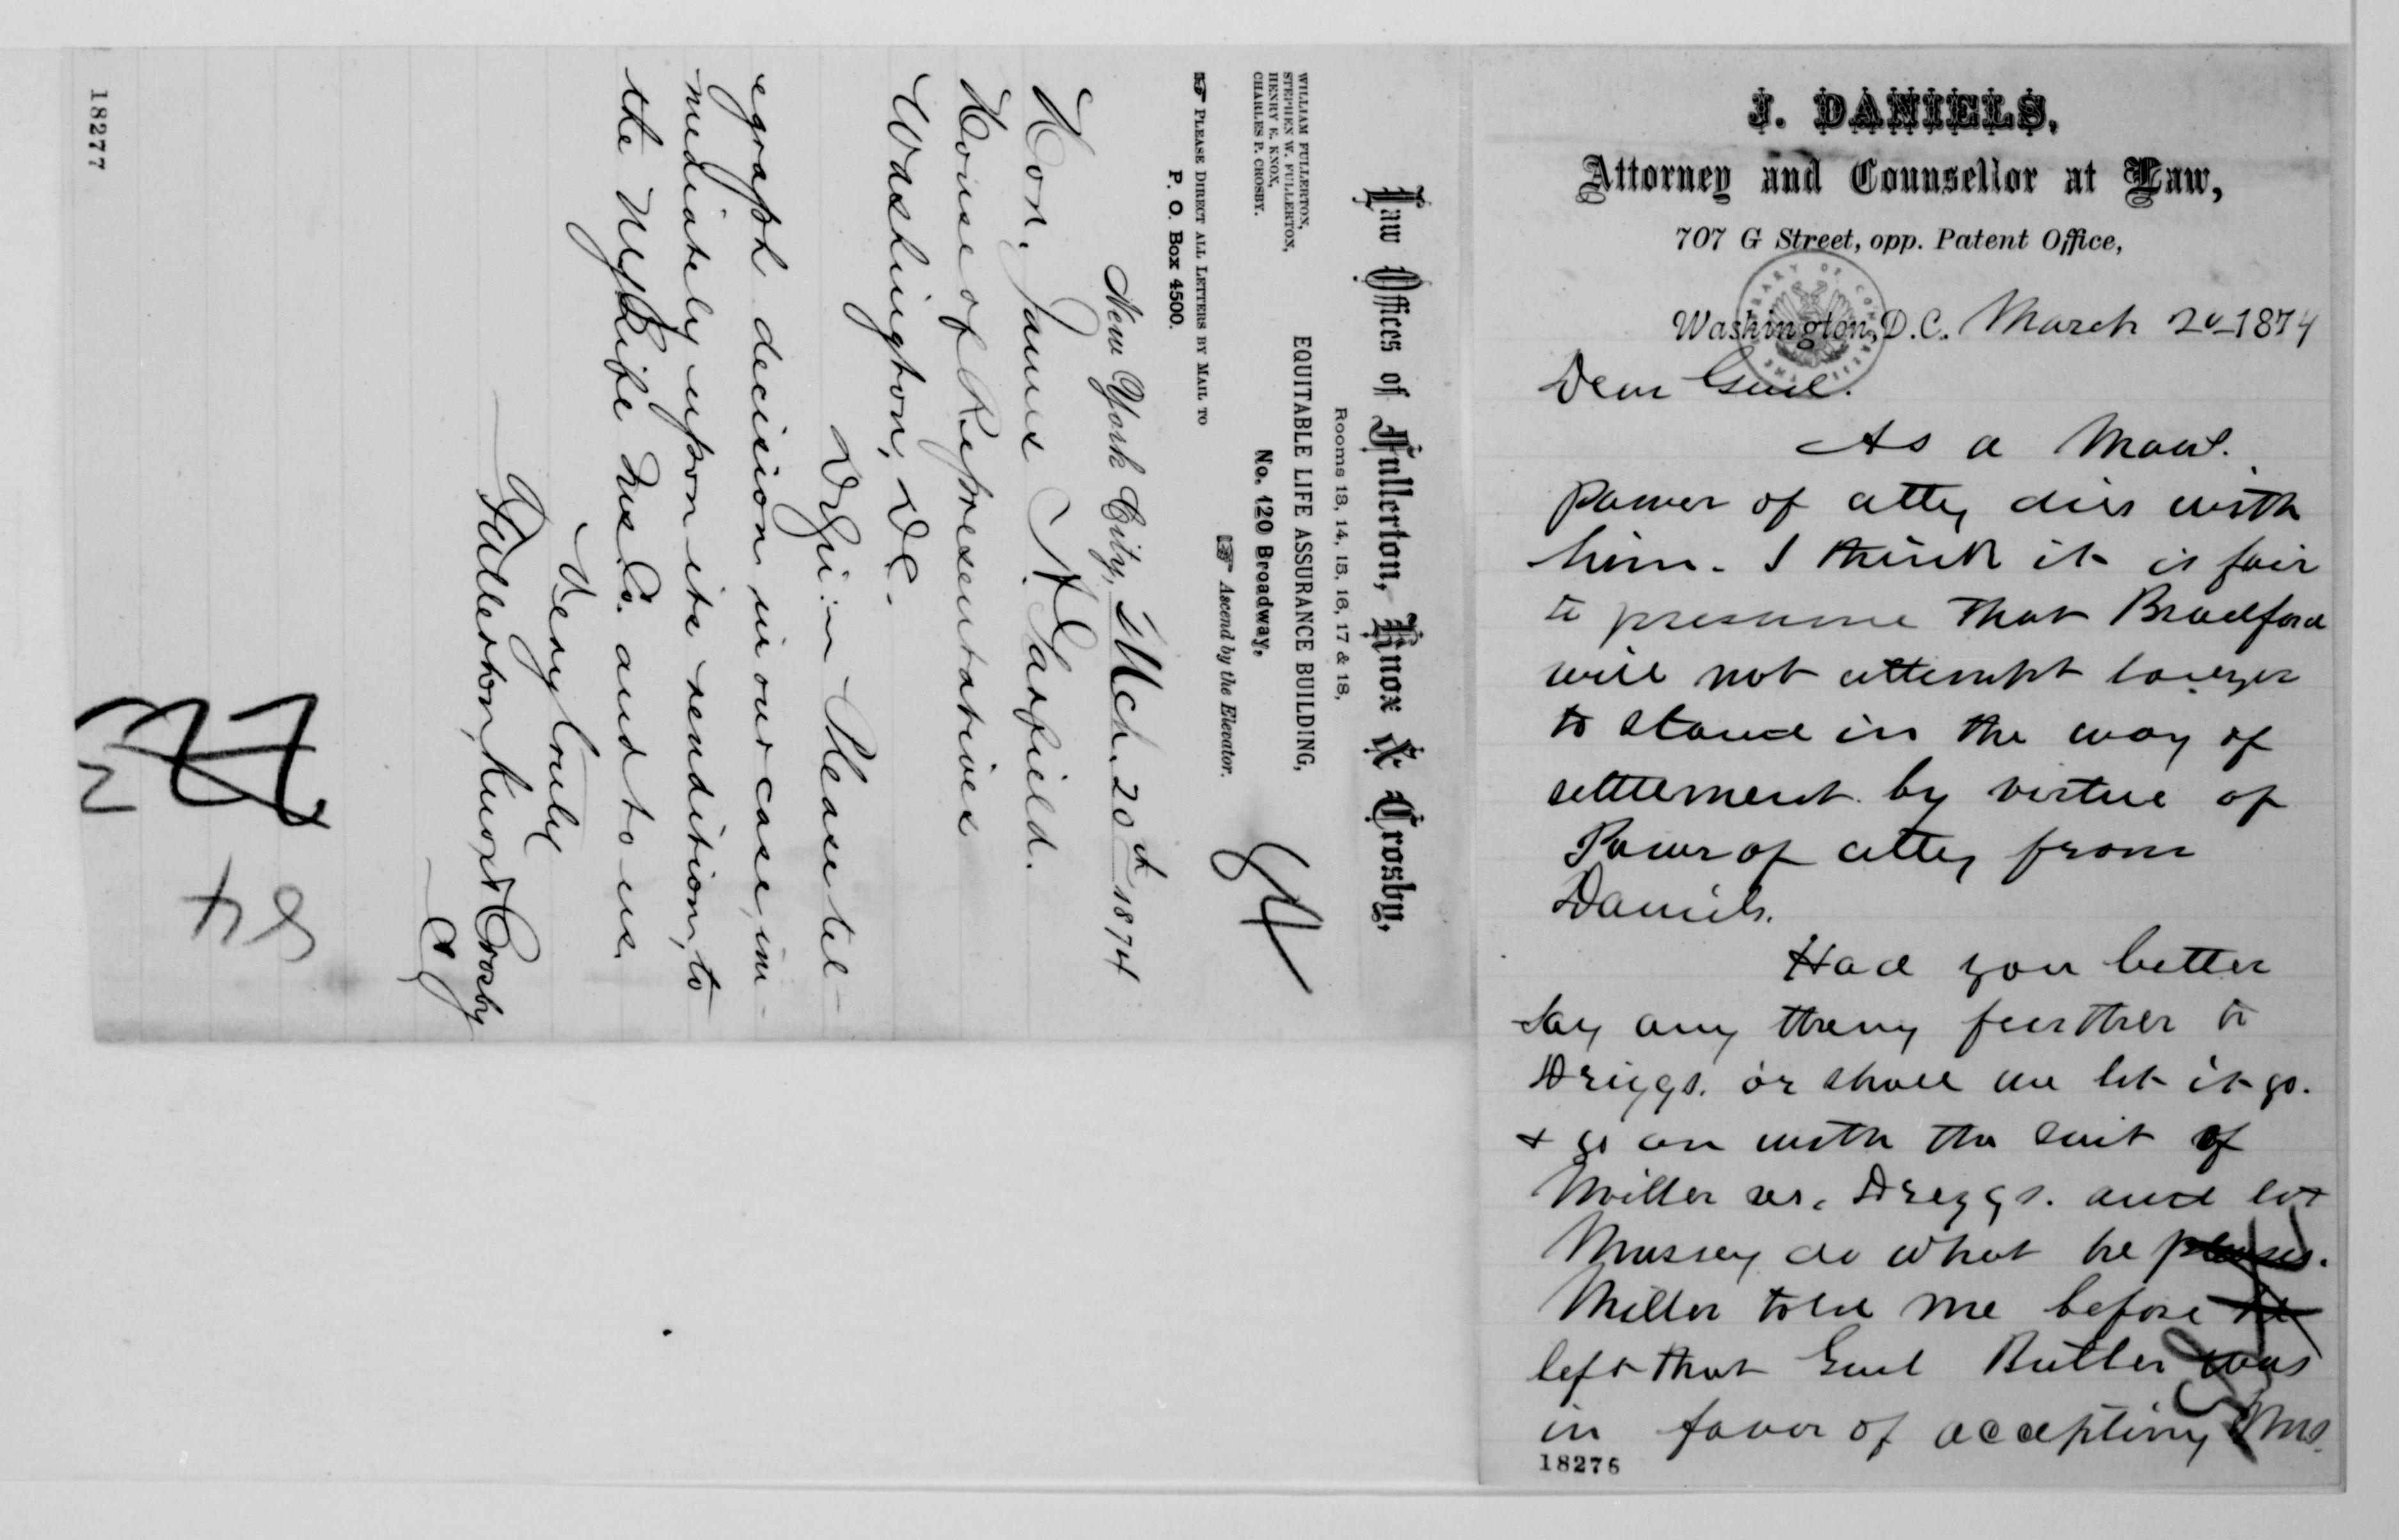 Law Offices of Fullerton, Knox & Crosby,
Rooms 13, 14, 15, 16, 17 & 18,
EQUITABLE LIFE ASSURANCE BUILDING,
No. 120 Broadway,
☞ Ascend by the Elevator.
WILLIAM FULLERTON,
STEPHEN W. FULLERTON,
HENRY E. KNOX,
CHARLES P. CROSBY.
☞ PLEASE DIRECT ALL LETTERS BY MAIL TO
P. O. Box 4500.
New York City, Mch. 20th 1874
Hon. James A. Garfield.
House of Representatives
Washington, D.C.
Dr Sir:— Please tel-
egraph decision in our case, im-
mediately upon its rendition, to
the NY Life Ins Co. and to us.
Very truly
Fullerton, Knox & Crosby
18277
84
J. DANIELS,
Attorney and Counsellor at Law,
707 G Street, opp. Patent Office,
Washington, D.C. March 20 1874
Dear Genl.
As a Mans.
power of atty dies with
him. I think it is fair
to presume that Bradford
will not attempt longer
to stand in the way of
settlement by virtue of
Power of atty from
Daniels.
Had you better
say any thing further to
Driggs. or shall we let it go.
& go on with the suit of
Miller vs. Driggs. and let
Mussey do what he pleases.
Miller told me before he
left that Genl Butler was
in favor of accepting Mrs.
18276